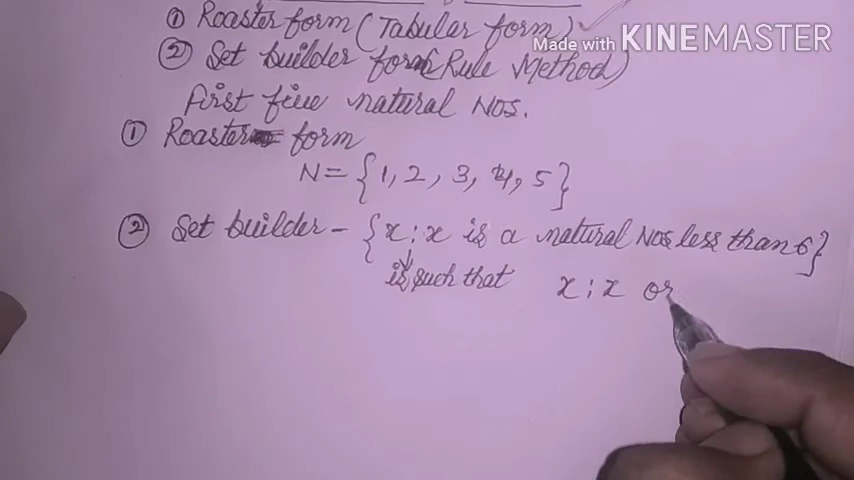 ① Roaster form (Tabular form) ✓
Made with KINEMASTER
② Set builder form (Rule Method)
First five natural Nos.
① Roaster form
N = {1, 2, 3, 4, 5}
② Set builder - {x : x is a natural Nos less than 6}
is such that x : x or